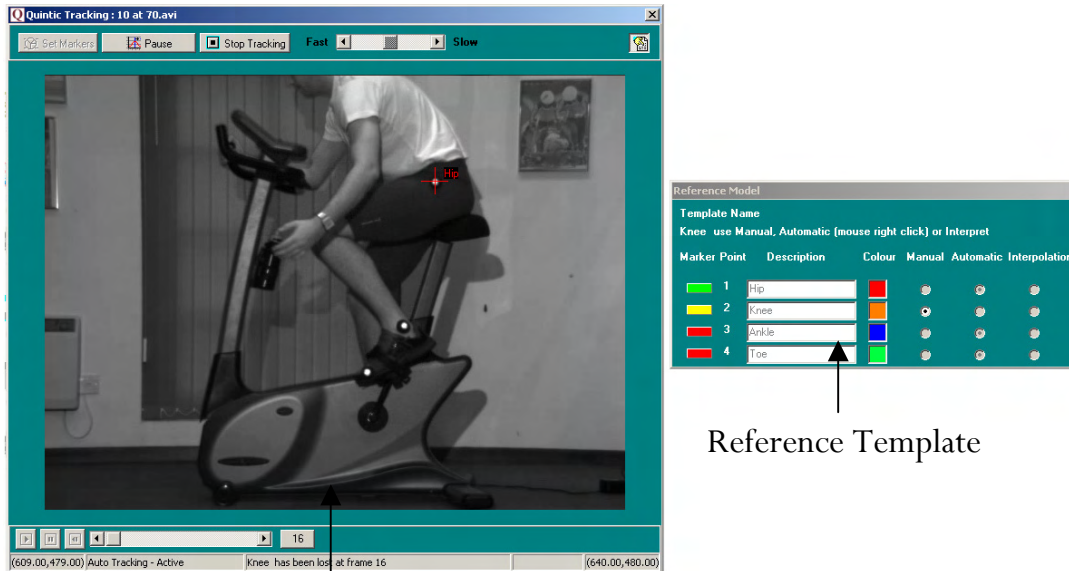 Quintic Tracking : 10 at 70.avi
Set Markers
Pause
Stop Tracking
Fast
Slow
Hip
16
(609.00,479.00)
Auto Tracking - Active
Knee has been lost at frame 16
(640.00,480.00)
Reference Model
Template Name
Knee use Manual, Automatic (mouse right click) or Interpret
Marker Point Description Colour Manual Automatic Interpolation
1 Hip
2 Knee
3 Ankle
4 Toe
Reference Template